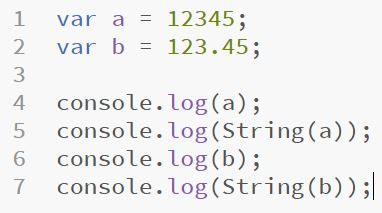 1 var a = 12345;
2 var b = 123.45;
3
4 console.log(a);
5 console.log(String(a));
6 console.log(b);
7 console.log(String(b));